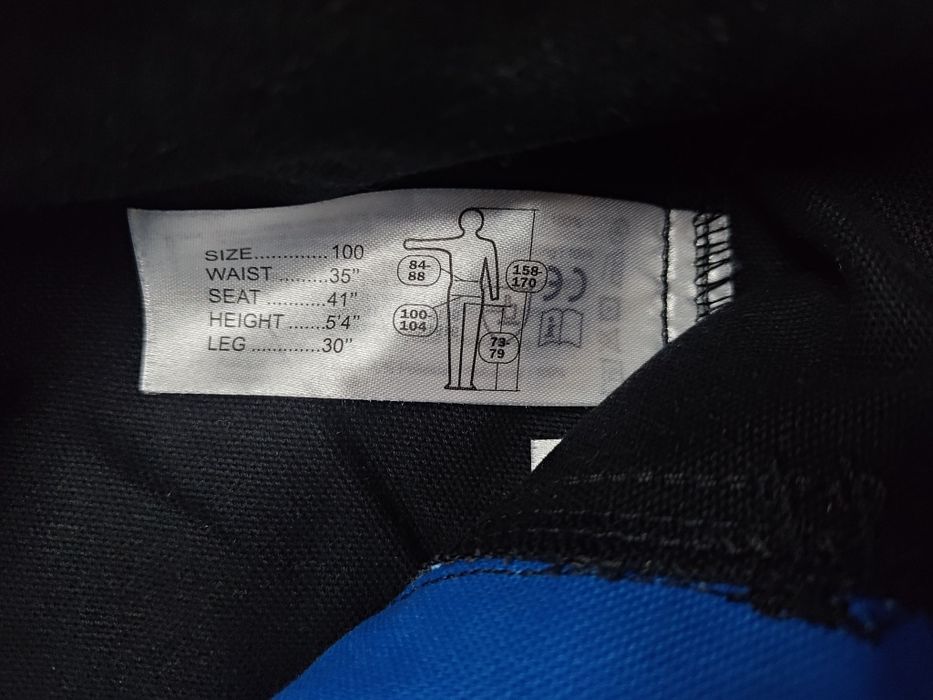 SIZE.............100
WAIST .........35"
SEAT ............41"
HEIGHT .......5'4"
LEG .............30"
84-
88
158-
170
100-
104
73-
79
CE
i